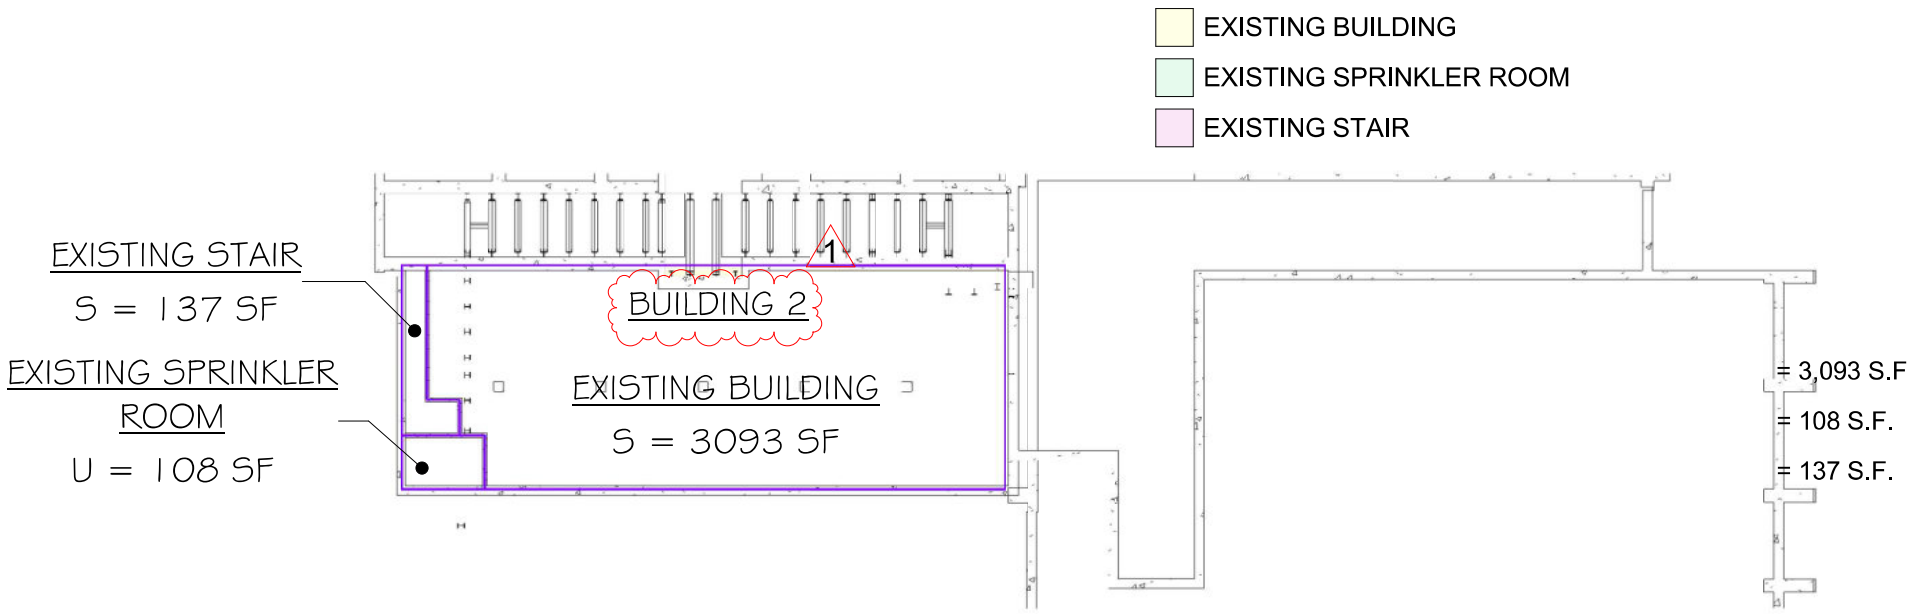 EXISTING BUILDING
EXISTING SPRINKLER ROOM
EXISTING STAIR
1
EXISTING STAIR
S = 137 SF
EXISTING SPRINKLER
ROOM
U = 108 SF
BUILDING 2
EXISTING BUILDING
S = 3093 SF
= 3,093 S.F
= 108 S.F.
= 137 S.F.